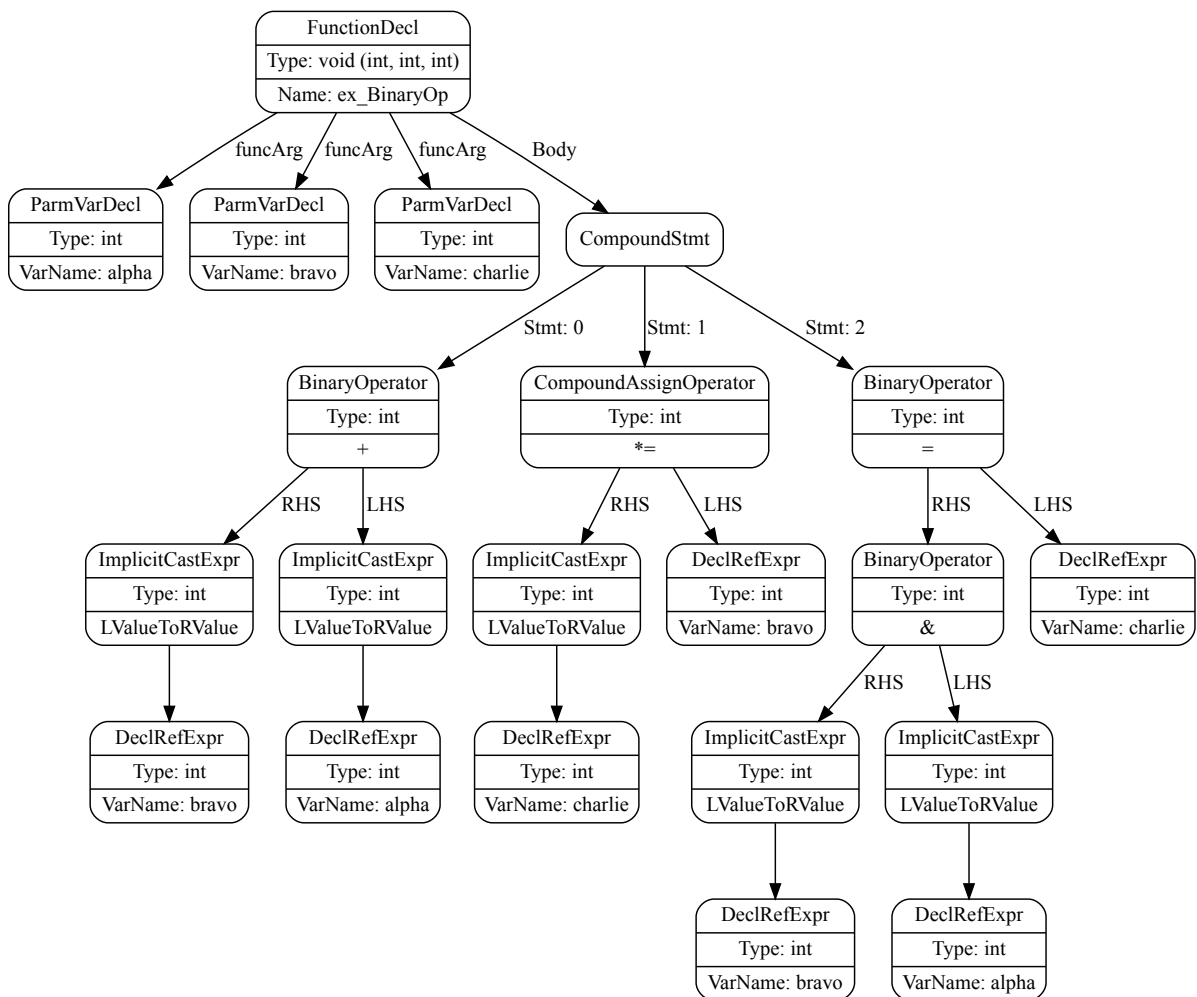 FunctionDecl
Type: void (int, int, int)
Name: ex_BinaryOp
funcArg
funcArg
funcArg
Body
ParmVarDecl
Type: int
VarName: alpha
ParmVarDecl
Type: int
VarName: bravo
ParmVarDecl
Type: int
VarName: charlie
CompoundStmt
Stmt: 0
Stmt: 1
Stmt: 2
BinaryOperator
Type: int
+
CompoundAssignOperator
Type: int
*=
BinaryOperator
Type: int
=
RHS
LHS
RHS
LHS
RHS
LHS
ImplicitCastExpr
Type: int
LValueToRValue
ImplicitCastExpr
Type: int
LValueToRValue
ImplicitCastExpr
Type: int
LValueToRValue
DeclRefExpr
Type: int
VarName: bravo
BinaryOperator
Type: int
&
DeclRefExpr
Type: int
VarName: charlie
RHS
LHS
DeclRefExpr
Type: int
VarName: bravo
DeclRefExpr
Type: int
VarName: alpha
DeclRefExpr
Type: int
VarName: charlie
ImplicitCastExpr
Type: int
LValueToRValue
ImplicitCastExpr
Type: int
LValueToRValue
DeclRefExpr
Type: int
VarName: bravo
DeclRefExpr
Type: int
VarName: alpha